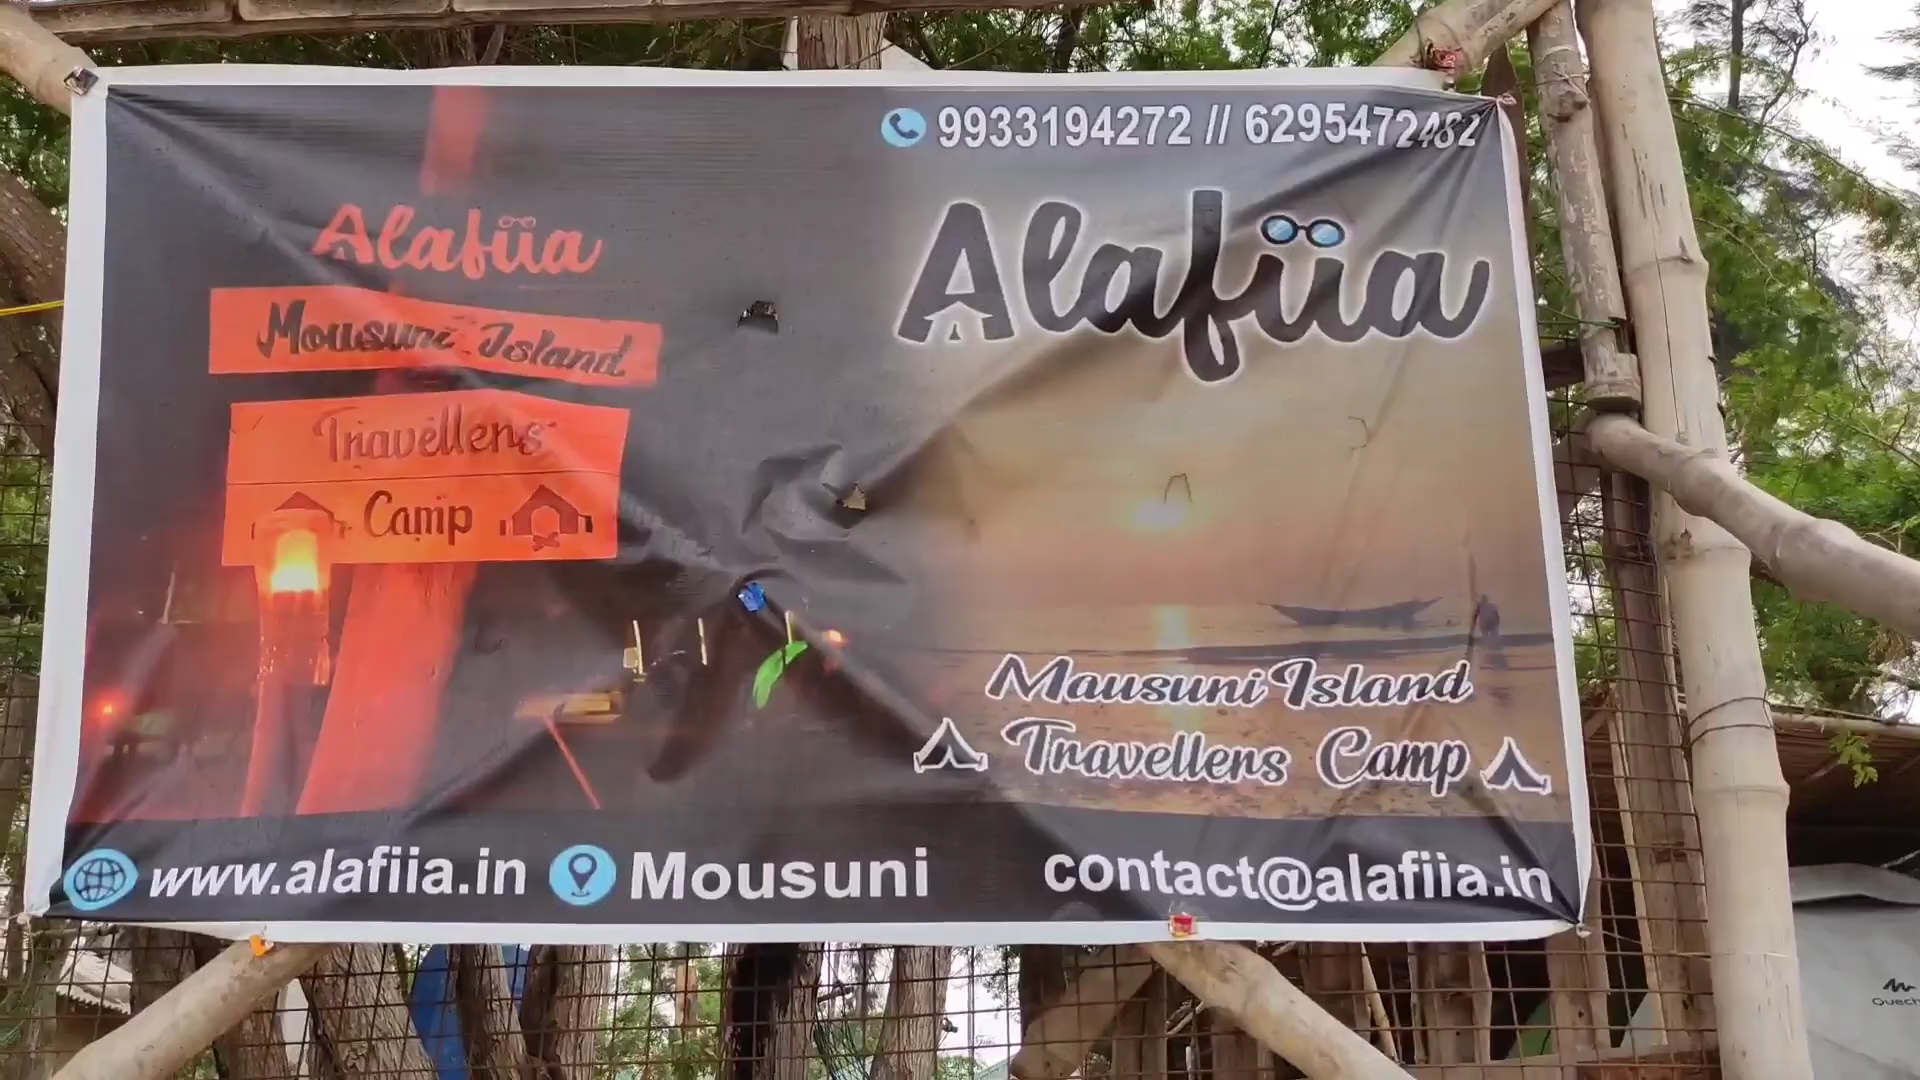 9933194272 // 6295472482
Alafiia
Mousuni Island
Travellers
Camp
Alafiia
Mausuni Island
Travellers Camp
www.alafiia.in Mousuni contact@alafiia.in